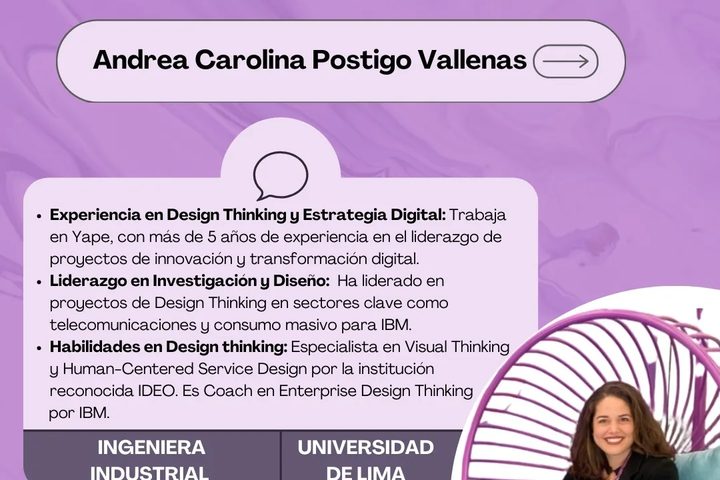 Andrea Carolina Postigo Vallenas
• Experiencia en Design Thinking y Estrategia Digital: Trabaja
en Yape, con más de 5 años de experiencia en el liderazgo de
proyectos de innovación y transformación digital.
• Liderazgo en Investigación y Diseño: Ha liderado en
proyectos de Design Thinking en sectores clave como
telecomunicaciones y consumo masivo para IBM.
• Habilidades en Design thinking: Especialista en Visual Thinking
y Human-Centered Service Design por la institución
reconocida IDEO. Es Coach en Enterprise Design Thinking
por IBM.
INGENIERA
INDUSTRIAL
UNIVERSIDAD
DE LIMA